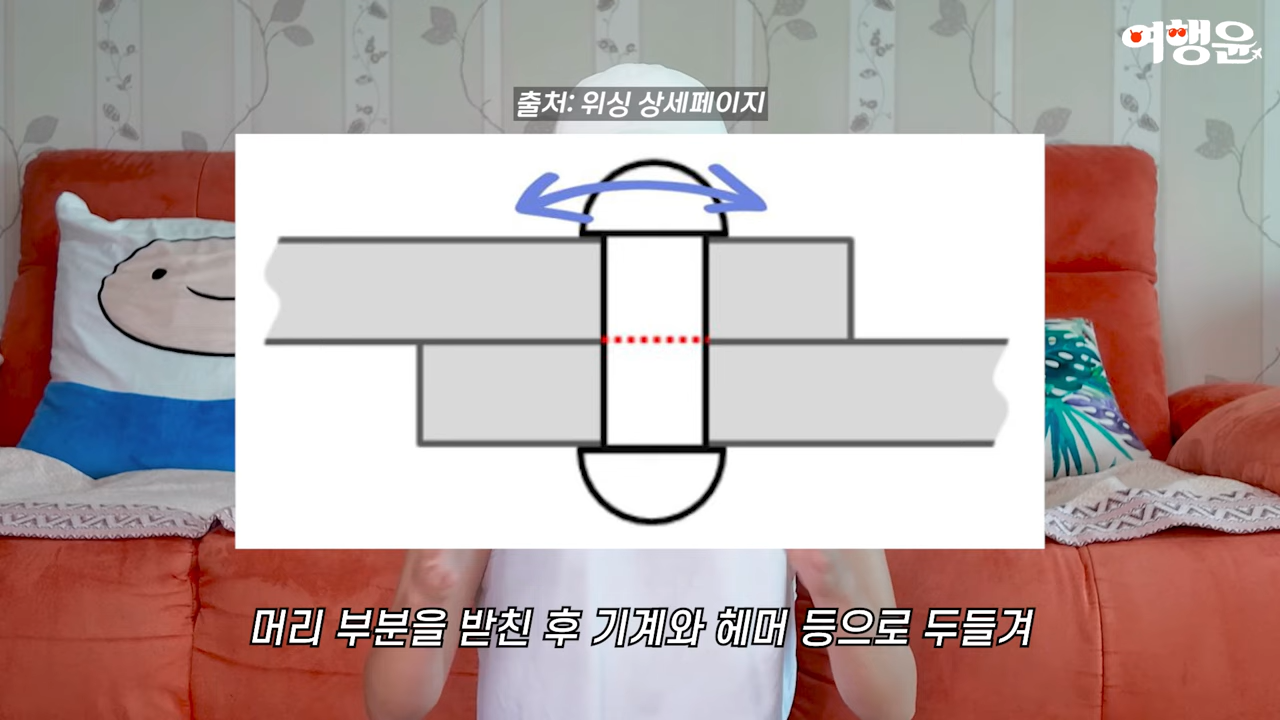 여행윤
출처: 위싱 상세페이지
머리 부분을 받친 후 기계와 헤머 등으로 두들겨